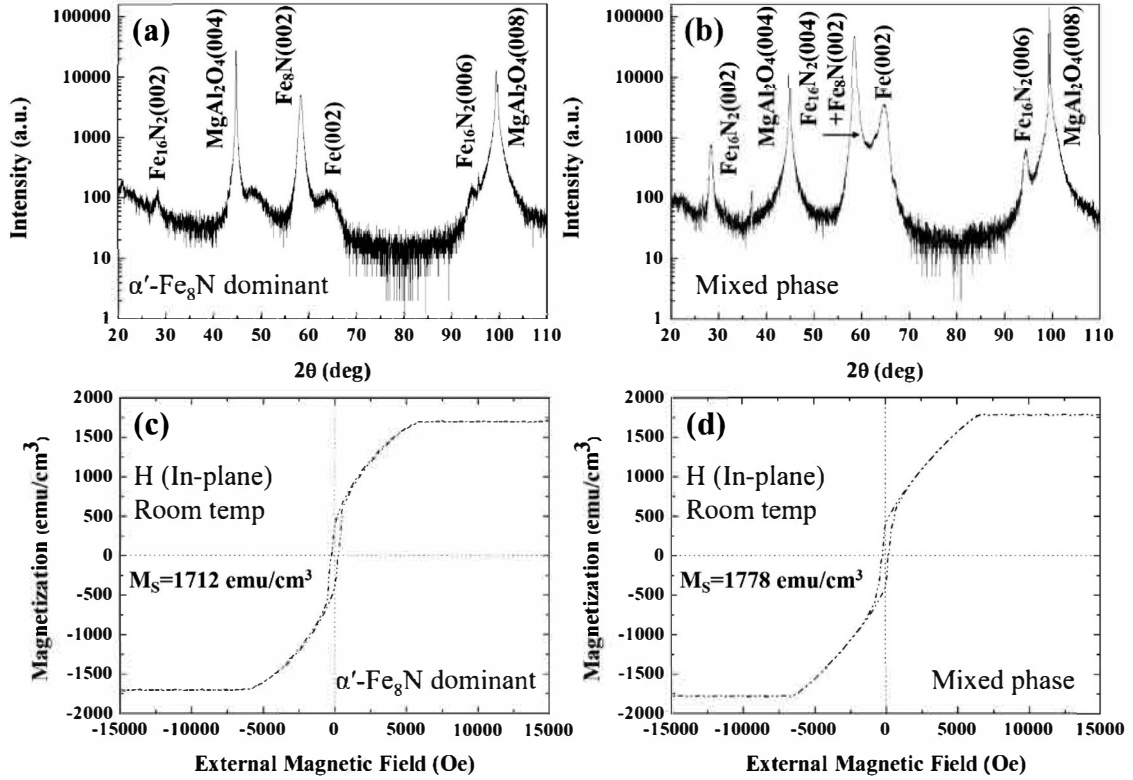 (a)
100000
10000
1000
100
10
1
Intensity (a.u.)
Fe₁₆N₂(002)
MgAl₂O₄(004)
Fe₈N(002)
Fe(002)
Fe₁₆N₂(006)
MgAl₂O₄(008)
α′-Fe₈N dominant
20 30 40 50 60 70 80 90 100 110
2θ (deg)
(b)
100000
10000
1000
100
10
1
Intensity (a.u.)
Fe₁₆N₂(002)
MgAl₂O₄(004)
Fe₁₆N₂(004)
+Fe₈N(002)
Fe(002)
Fe₁₆N₂(006)
MgAl₂O₄(008)
Mixed phase
20 30 40 50 60 70 80 90 100 110
2θ (deg)
(c)
2000
1500
1000
500
0
-500
-1000
-1500
-2000
Magnetization (emu/cm³)
H (In-plane)
Room temp
Mₛ=1712 emu/cm³
α′-Fe₈N dominant
-15000 -10000 -5000 0 5000 10000 15000
External Magnetic Field (Oe)
(d)
2000
1500
1000
500
0
-500
-1000
-1500
-2000
Magnetization (emu/cm³)
H (In-plane)
Room temp
Mₛ=1778 emu/cm³
Mixed phase
-15000 -10000 -5000 0 5000 10000 15000
External Magnetic Field (Oe)